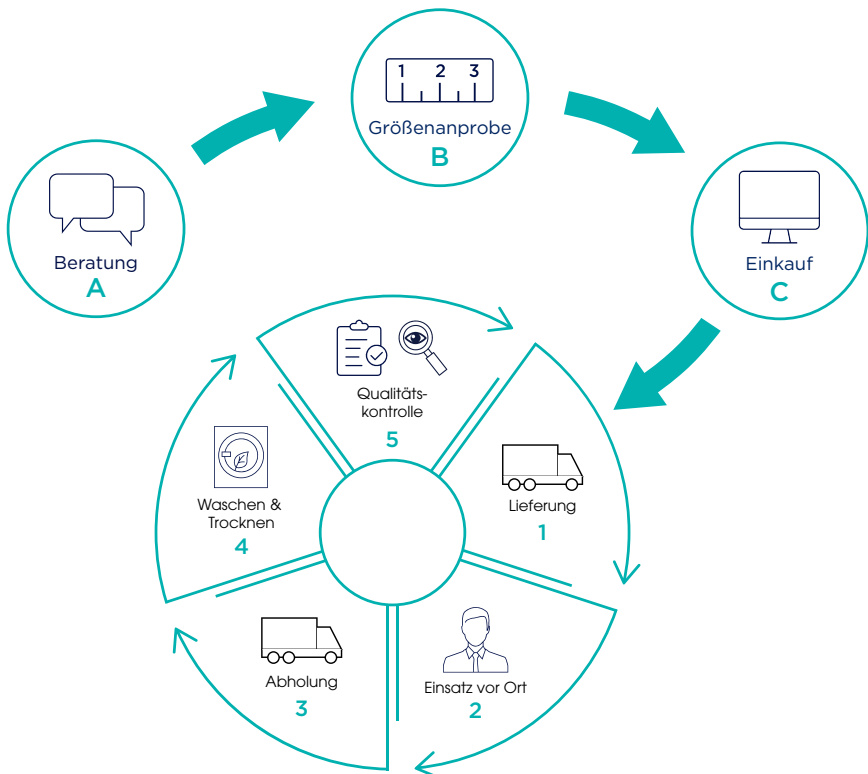 Beratung
A
1 2 3
Größenanprobe
B
Einkauf
C
Lieferung
1
Einsatz vor Ort
2
Abholung
3
Waschen &
Trocknen
4
Qualitäts-
kontrolle
5